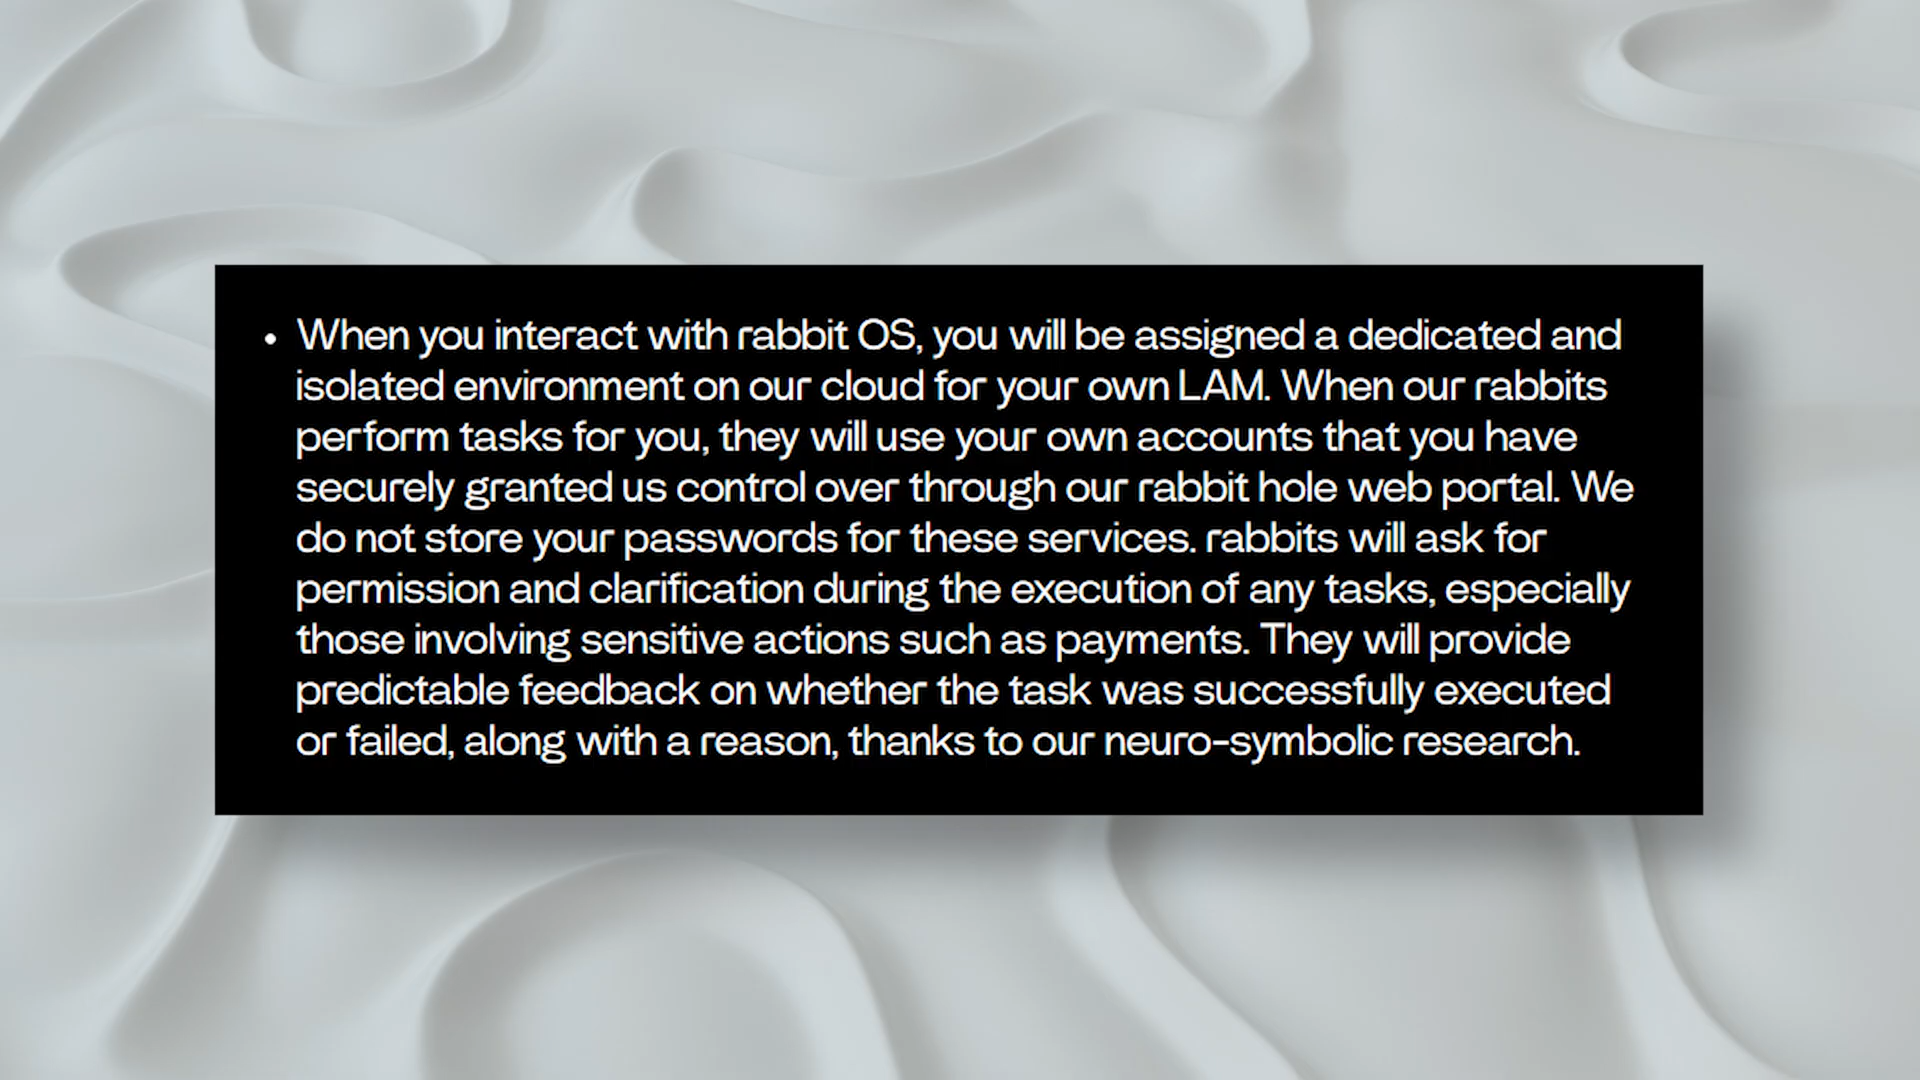 • When you interact with rabbit OS, you will be assigned a dedicated and
isolated environment on our cloud for your own LAM. When our rabbits
perform tasks for you, they will use your own accounts that you have
securely granted us control over through our rabbit hole web portal. We
do not store your passwords for these services. rabbits will ask for
permission and clarification during the execution of any tasks, especially
those involving sensitive actions such as payments. They will provide
predictable feedback on whether the task was successfully executed
or failed, along with a reason, thanks to our neuro-symbolic research.